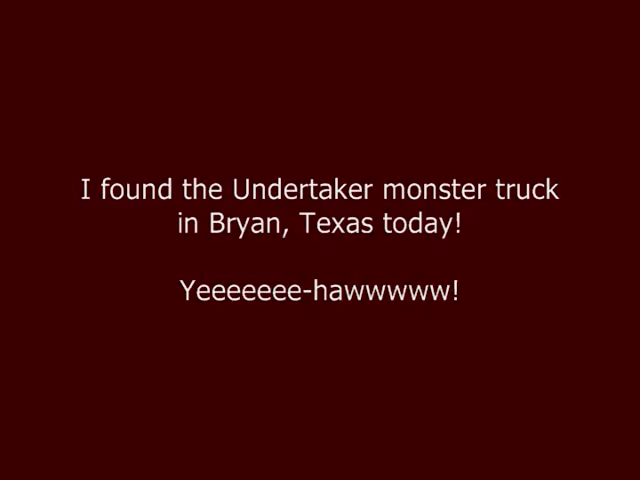 I found the Undertaker monster truck
in Bryan, Texas today!
Yeeeeeee-hawwwww!